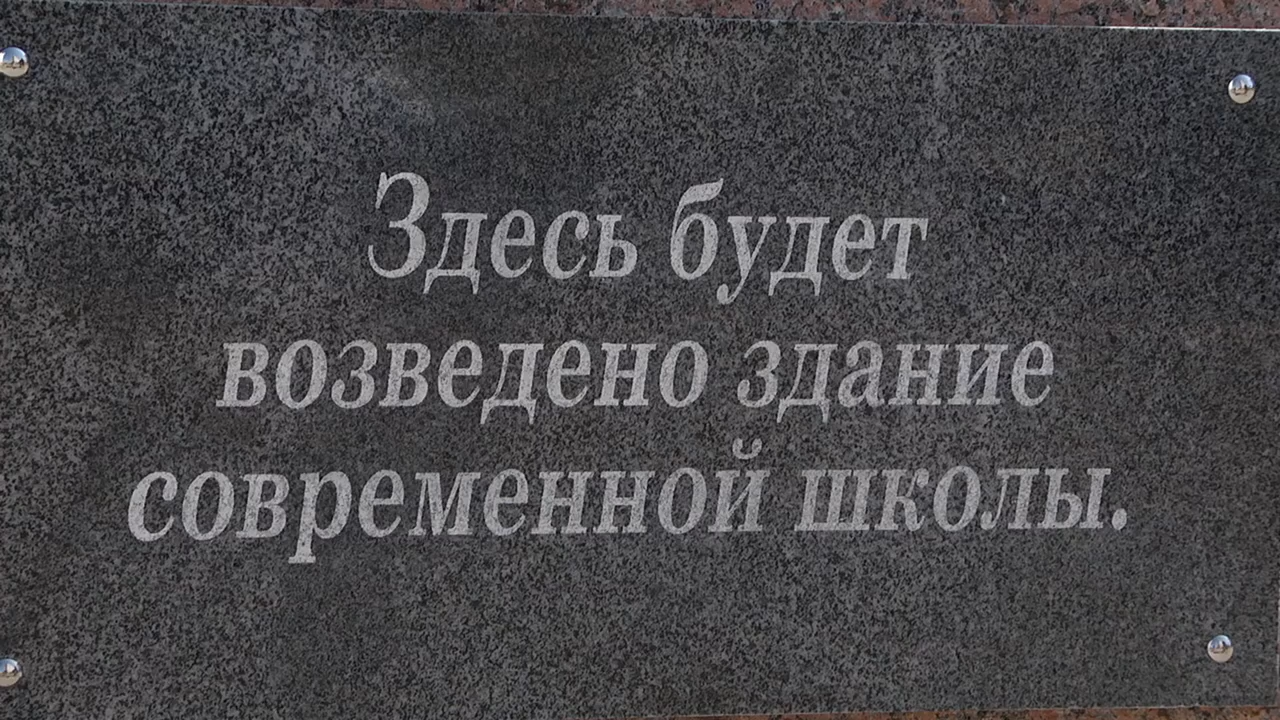 Здесь будет
возведено здание
современной школы.